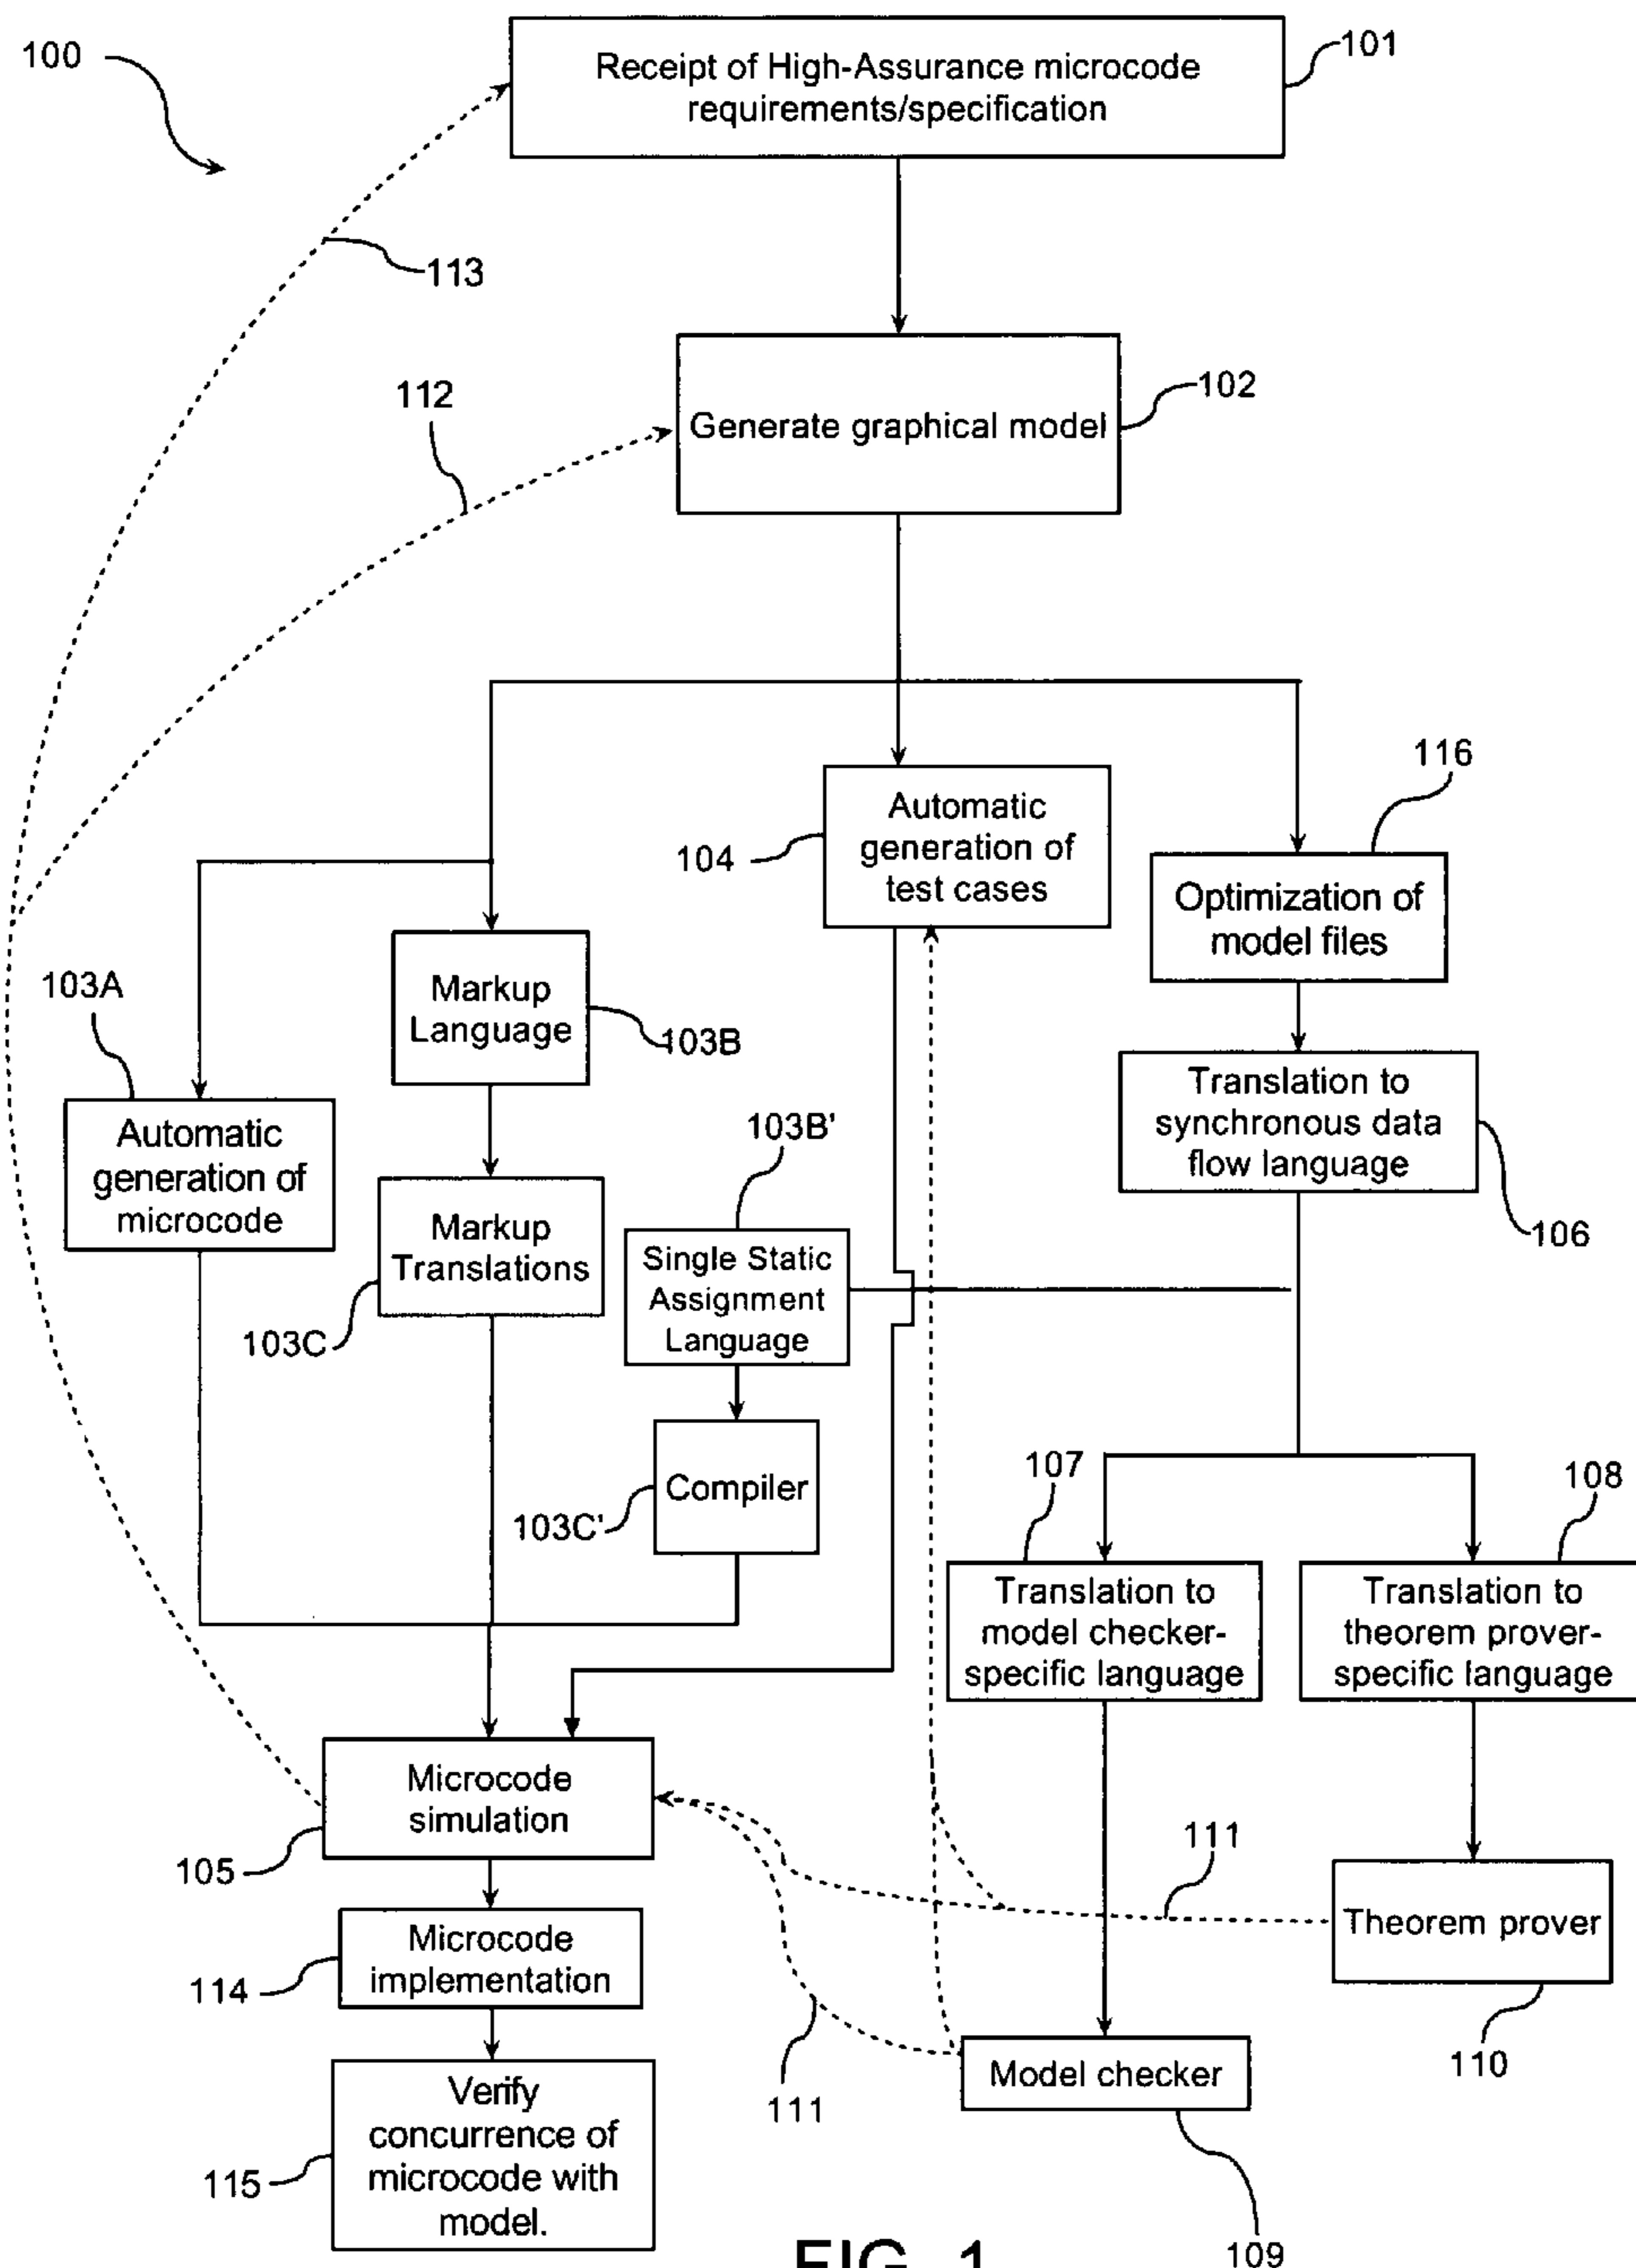 100
Receipt of High-Assurance microcode
requirements/specification
101
113
112
Generate graphical model
102
116
104
Automatic
generation of
test cases
Optimization of
model files
103A
Markup
Language
103B
Automatic
generation of
microcode
Markup
Translations
103C
103B'
Single Static
Assignment
Language
Translation to
synchronous data
flow language
106
Compiler
103C'
107
Translation to
model checker-
specific language
108
Translation to
theorem prover-
specific language
Microcode
simulation
105
111
Theorem prover
110
Microcode
implementation
114
111
Model checker
109
Verify
concurrence of
microcode with
model.
115
FIG. 1